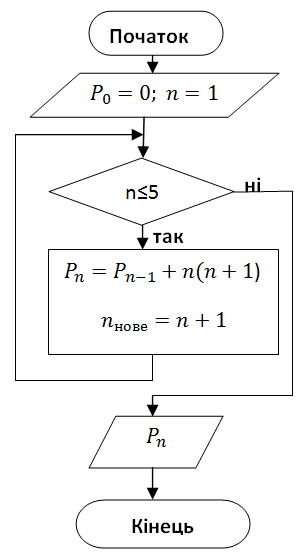 Початок
P₀ = 0; n = 1
n≤5
ні
так
Pₙ = Pₙ₋₁ + n(n + 1)
nнове = n + 1
Pₙ
Кінець